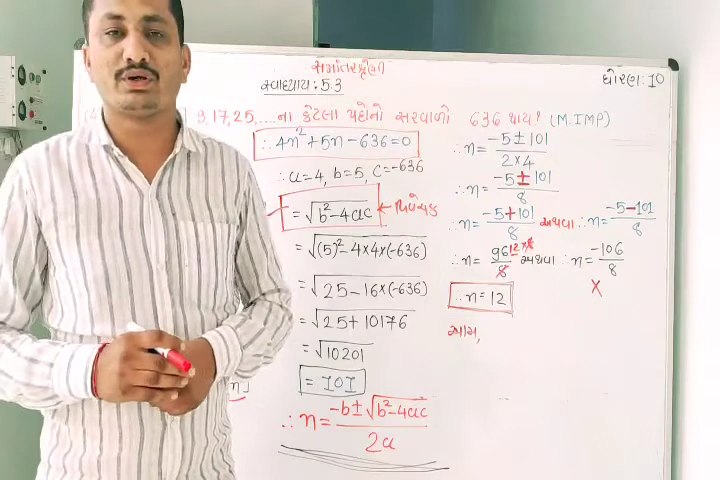 સમાંતર શ્રેણી
સ્વાધ્યાય : 5.3
ધોરણ : 10
9, 17, 25, ....ના કેટલા પદોનો સરવાળો 636 થાય? (M.IMP)
∴ 4n²+5n-636=0
∴ a=4, b=5, c=-636
= √b²-4ac ← વિવેચક
= √(5)²-4×4×(-636)
= √25-16×(-636)
= √25+10176
= √10201
= 101
∴ n = -b±√b²-4ac / 2a
∴ n = -5±101 / 2×4
∴ n = -5±101 / 8
∴ n = -5+101 / 8 અથવા ∴ n = -5-101 / 8
∴ n = 96 / 8 અથવા ∴ n = -106 / 8
12
X
∴ n = 12
આમ,